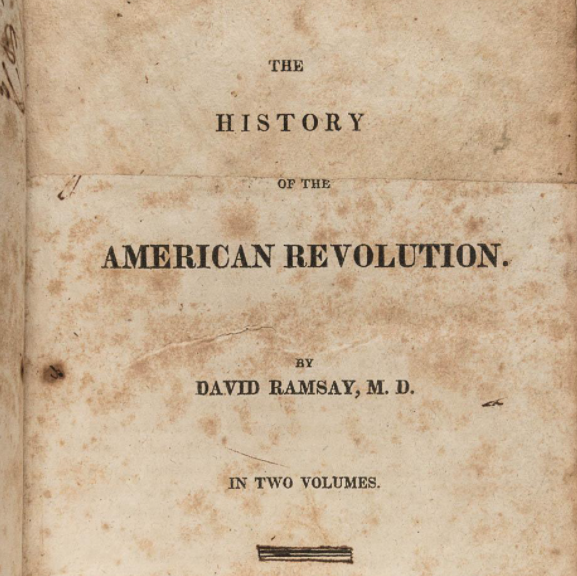 THE
HISTORY
OF THE
AMERICAN REVOLUTION.
BY
DAVID RAMSAY, M. D.
IN TWO VOLUMES.